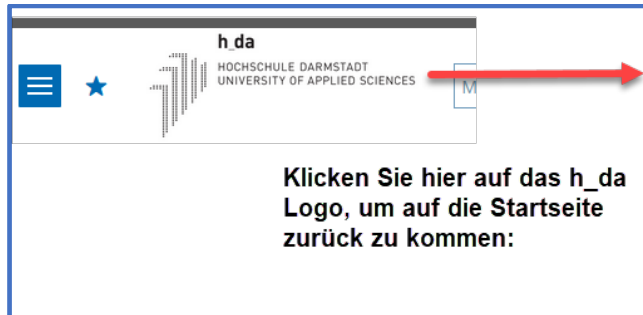 h_da
HOCHSCHULE DARMSTADT
UNIVERSITY OF APPLIED SCIENCES
M
Klicken Sie hier auf das h_da
Logo, um auf die Startseite
zurück zu kommen: